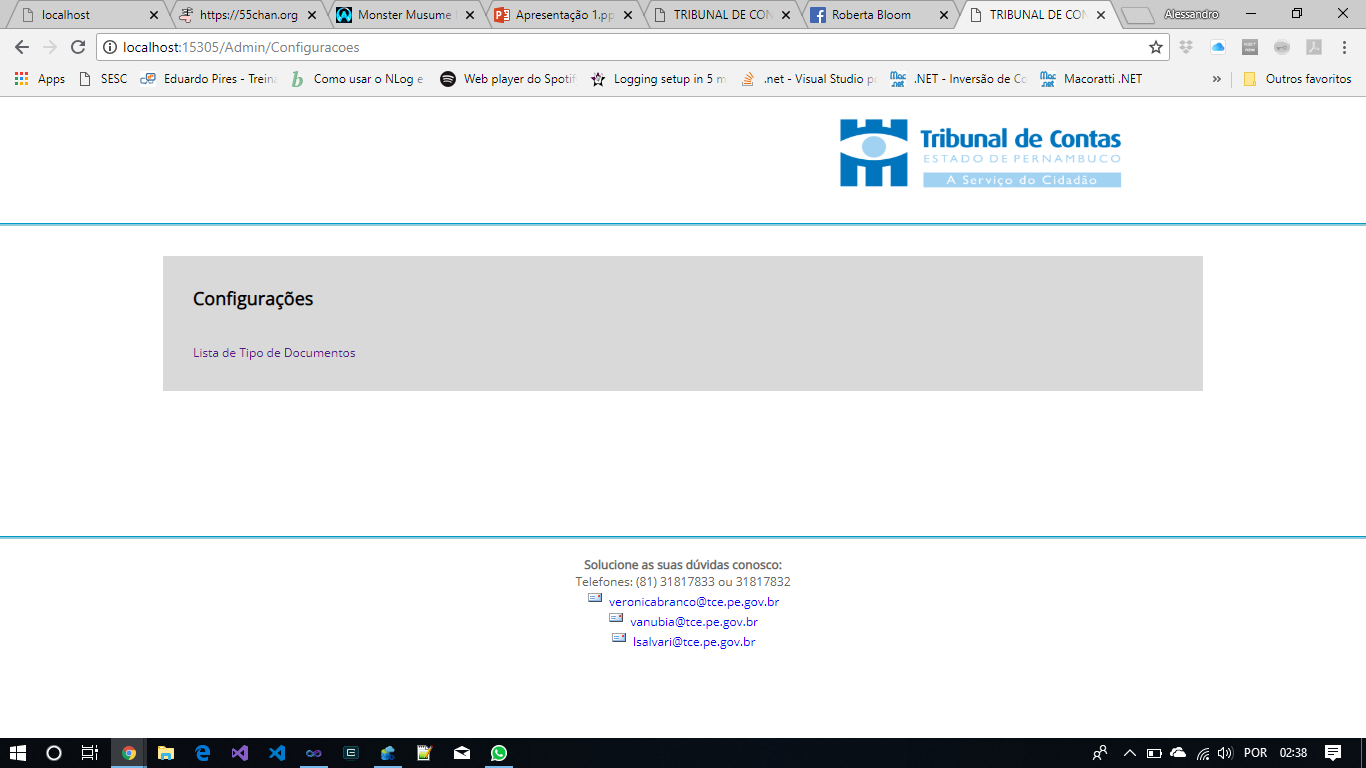 localhost
https://55chan.org
Monster Musume
Apresentação 1.pp
TRIBUNAL DE CON
Roberta Bloom
TRIBUNAL DE CON
Alessandro
localhost:15305/Admin/Configuracoes
Apps
SESC
Eduardo Pires - Trein
Como usar o NLog e
Web player do Spotif
Logging setup in 5 m
.net - Visual Studio p
.NET - Inversão de Co
Macoratti .NET
»
Outros favoritos
Tribunal de Contas
ESTADO DE PERNAMBUCO
A Serviço do Cidadão
Configurações
Lista de Tipo de Documentos
Solucione as suas dúvidas conosco:
Telefones: (81) 31817833 ou 31817832
veronicabranco@tce.pe.gov.br
vanubia@tce.pe.gov.br
lsalvari@tce.pe.gov.br
POR
02:38